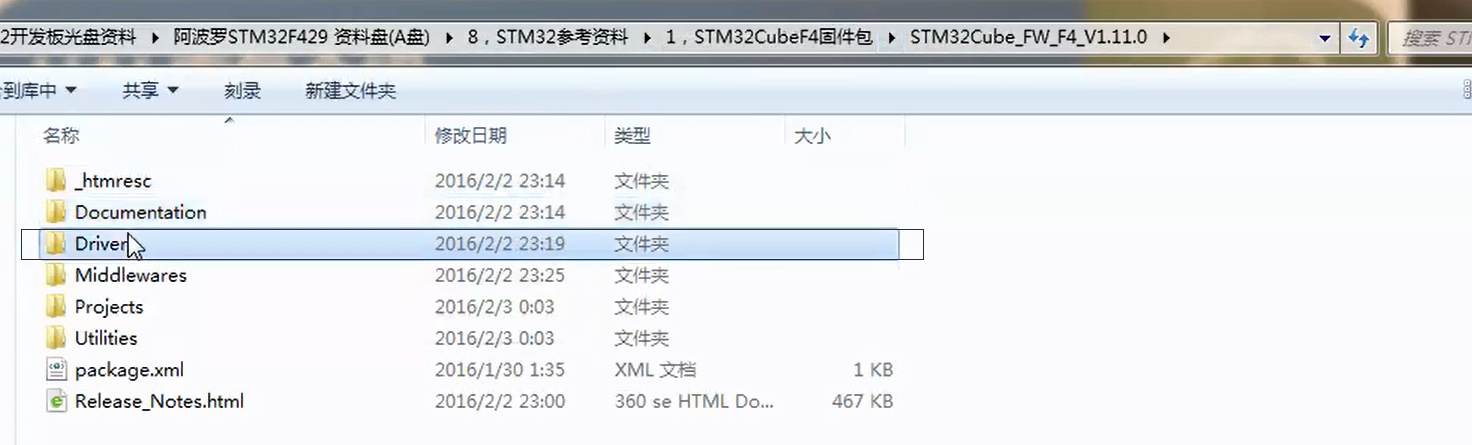 2开发板光盘资料 ▸ 阿波罗STM32F429 资料盘(A盘) ▸ 8，STM32参考资料 ▸ 1，STM32CubeF4固件包 ▸ STM32Cube_FW_F4_V1.11.0 ▸ 搜索 STI
到库中 共享 刻录 新建文件夹
名称 修改日期 类型 大小
_htmresc 2016/2/2 23:14 文件夹
Documentation 2016/2/2 23:14 文件夹
Driver 2016/2/2 23:19 文件夹
Middlewares 2016/2/2 23:25 文件夹
Projects 2016/2/3 0:03 文件夹
Utilities 2016/2/3 0:03 文件夹
package.xml 2016/1/30 1:35 XML 文档 1 KB
Release_Notes.html 2016/2/2 23:00 360 se HTML Do... 467 KB